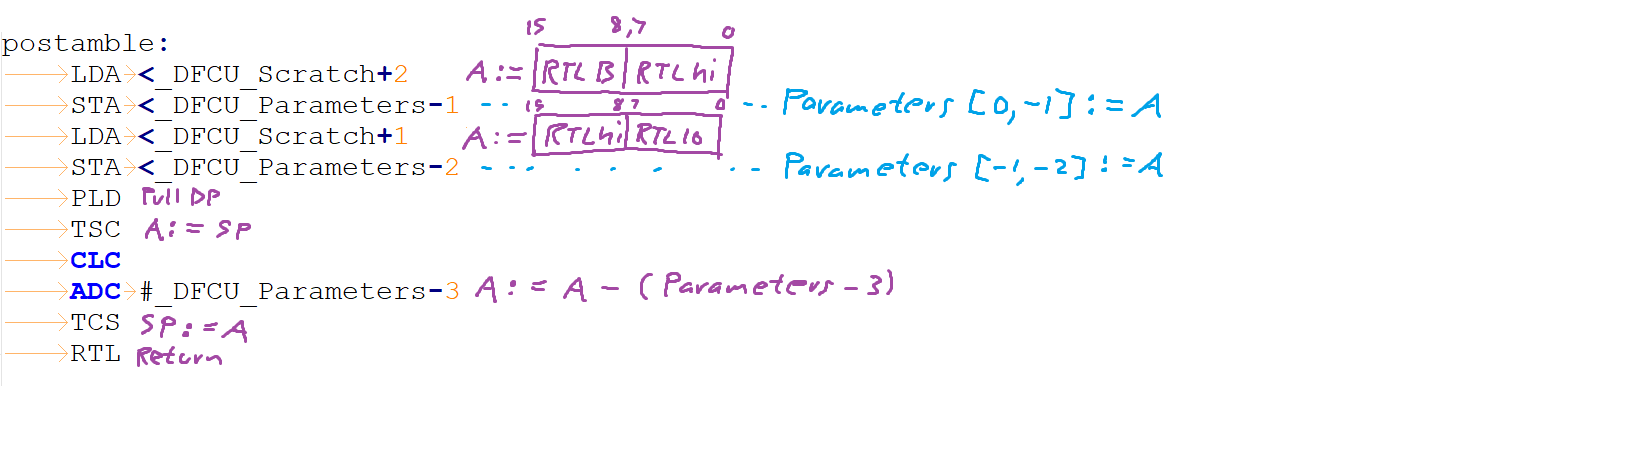 15 8,7 0
postamble:
LDA <_DFCU_Scratch+2 A:= RTL B RTL hi
STA <_DFCU_Parameters-1 -- 15 8 7 0 -- Parameters [0,-1]:=A
LDA <_DFCU_Scratch+1 A:= RTL hi RTL lo
STA <_DFCU_Parameters-2 --- . . . -- Parameters [-1,-2]:=A
PLD Pull DP
TSC A:= SP
CLC
ADC #_DFCU_Parameters-3 A:= A - (Parameters - 3)
TCS SP:=A
RTL Return